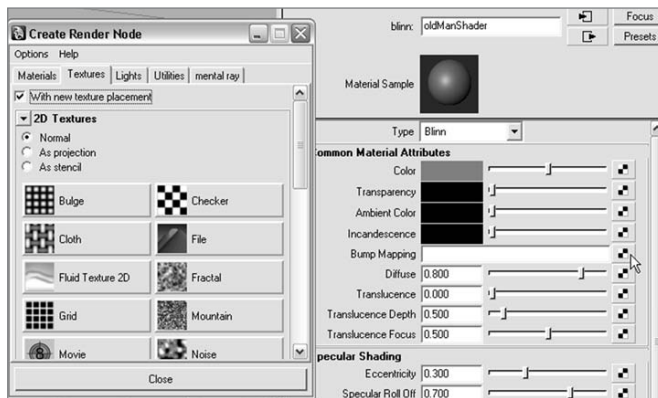 Create Render Node
Options Help
Materials Textures Lights Utilities mental ray
With new texture placement
2D Textures
Normal
As projection
As stencil
Bulge Checker
Cloth File
Fluid Texture 2D Fractal
Grid Mountain
Movie Noise
Close
blinn: oldManShader
Focus
Presets
Material Sample
Type Blinn
Common Material Attributes
Color
Transparency
Ambient Color
Incandescence
Bump Mapping
Diffuse 0.800
Translucence 0.000
Translucence Depth 0.500
Translucence Focus 0.500
Specular Shading
Eccentricity 0.300
Specular Roll Off 0.700